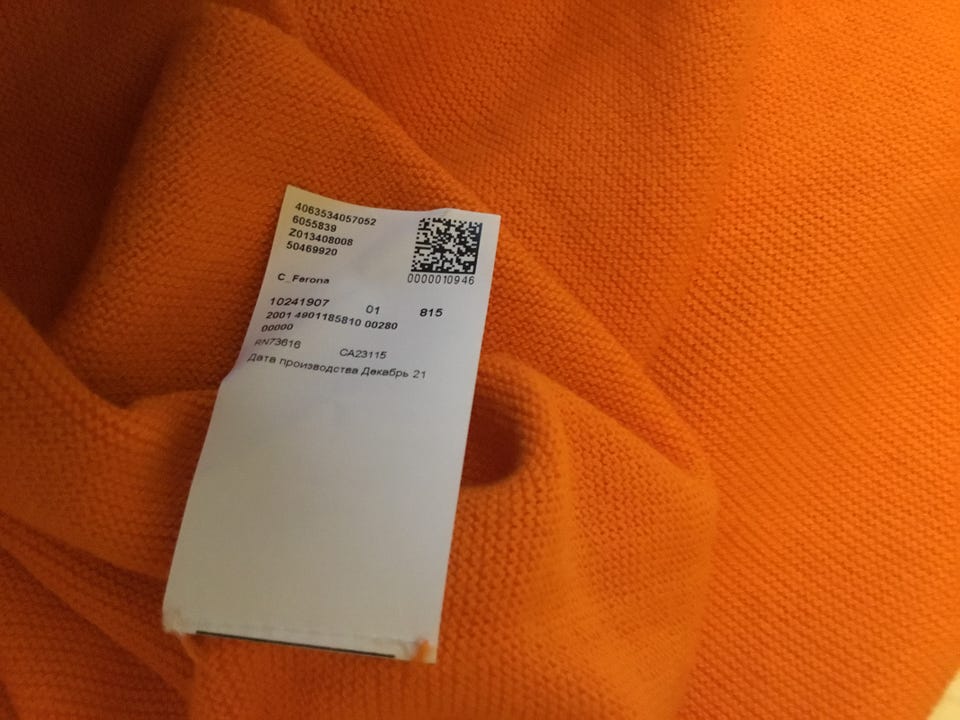 4063534057052
6055839
Z013408008
50469920
0000010946
C_Ferona
10241907 01 815
2001 4901185810 00280
00000
RN73616 CA23115
Дата производства Декабрь 21